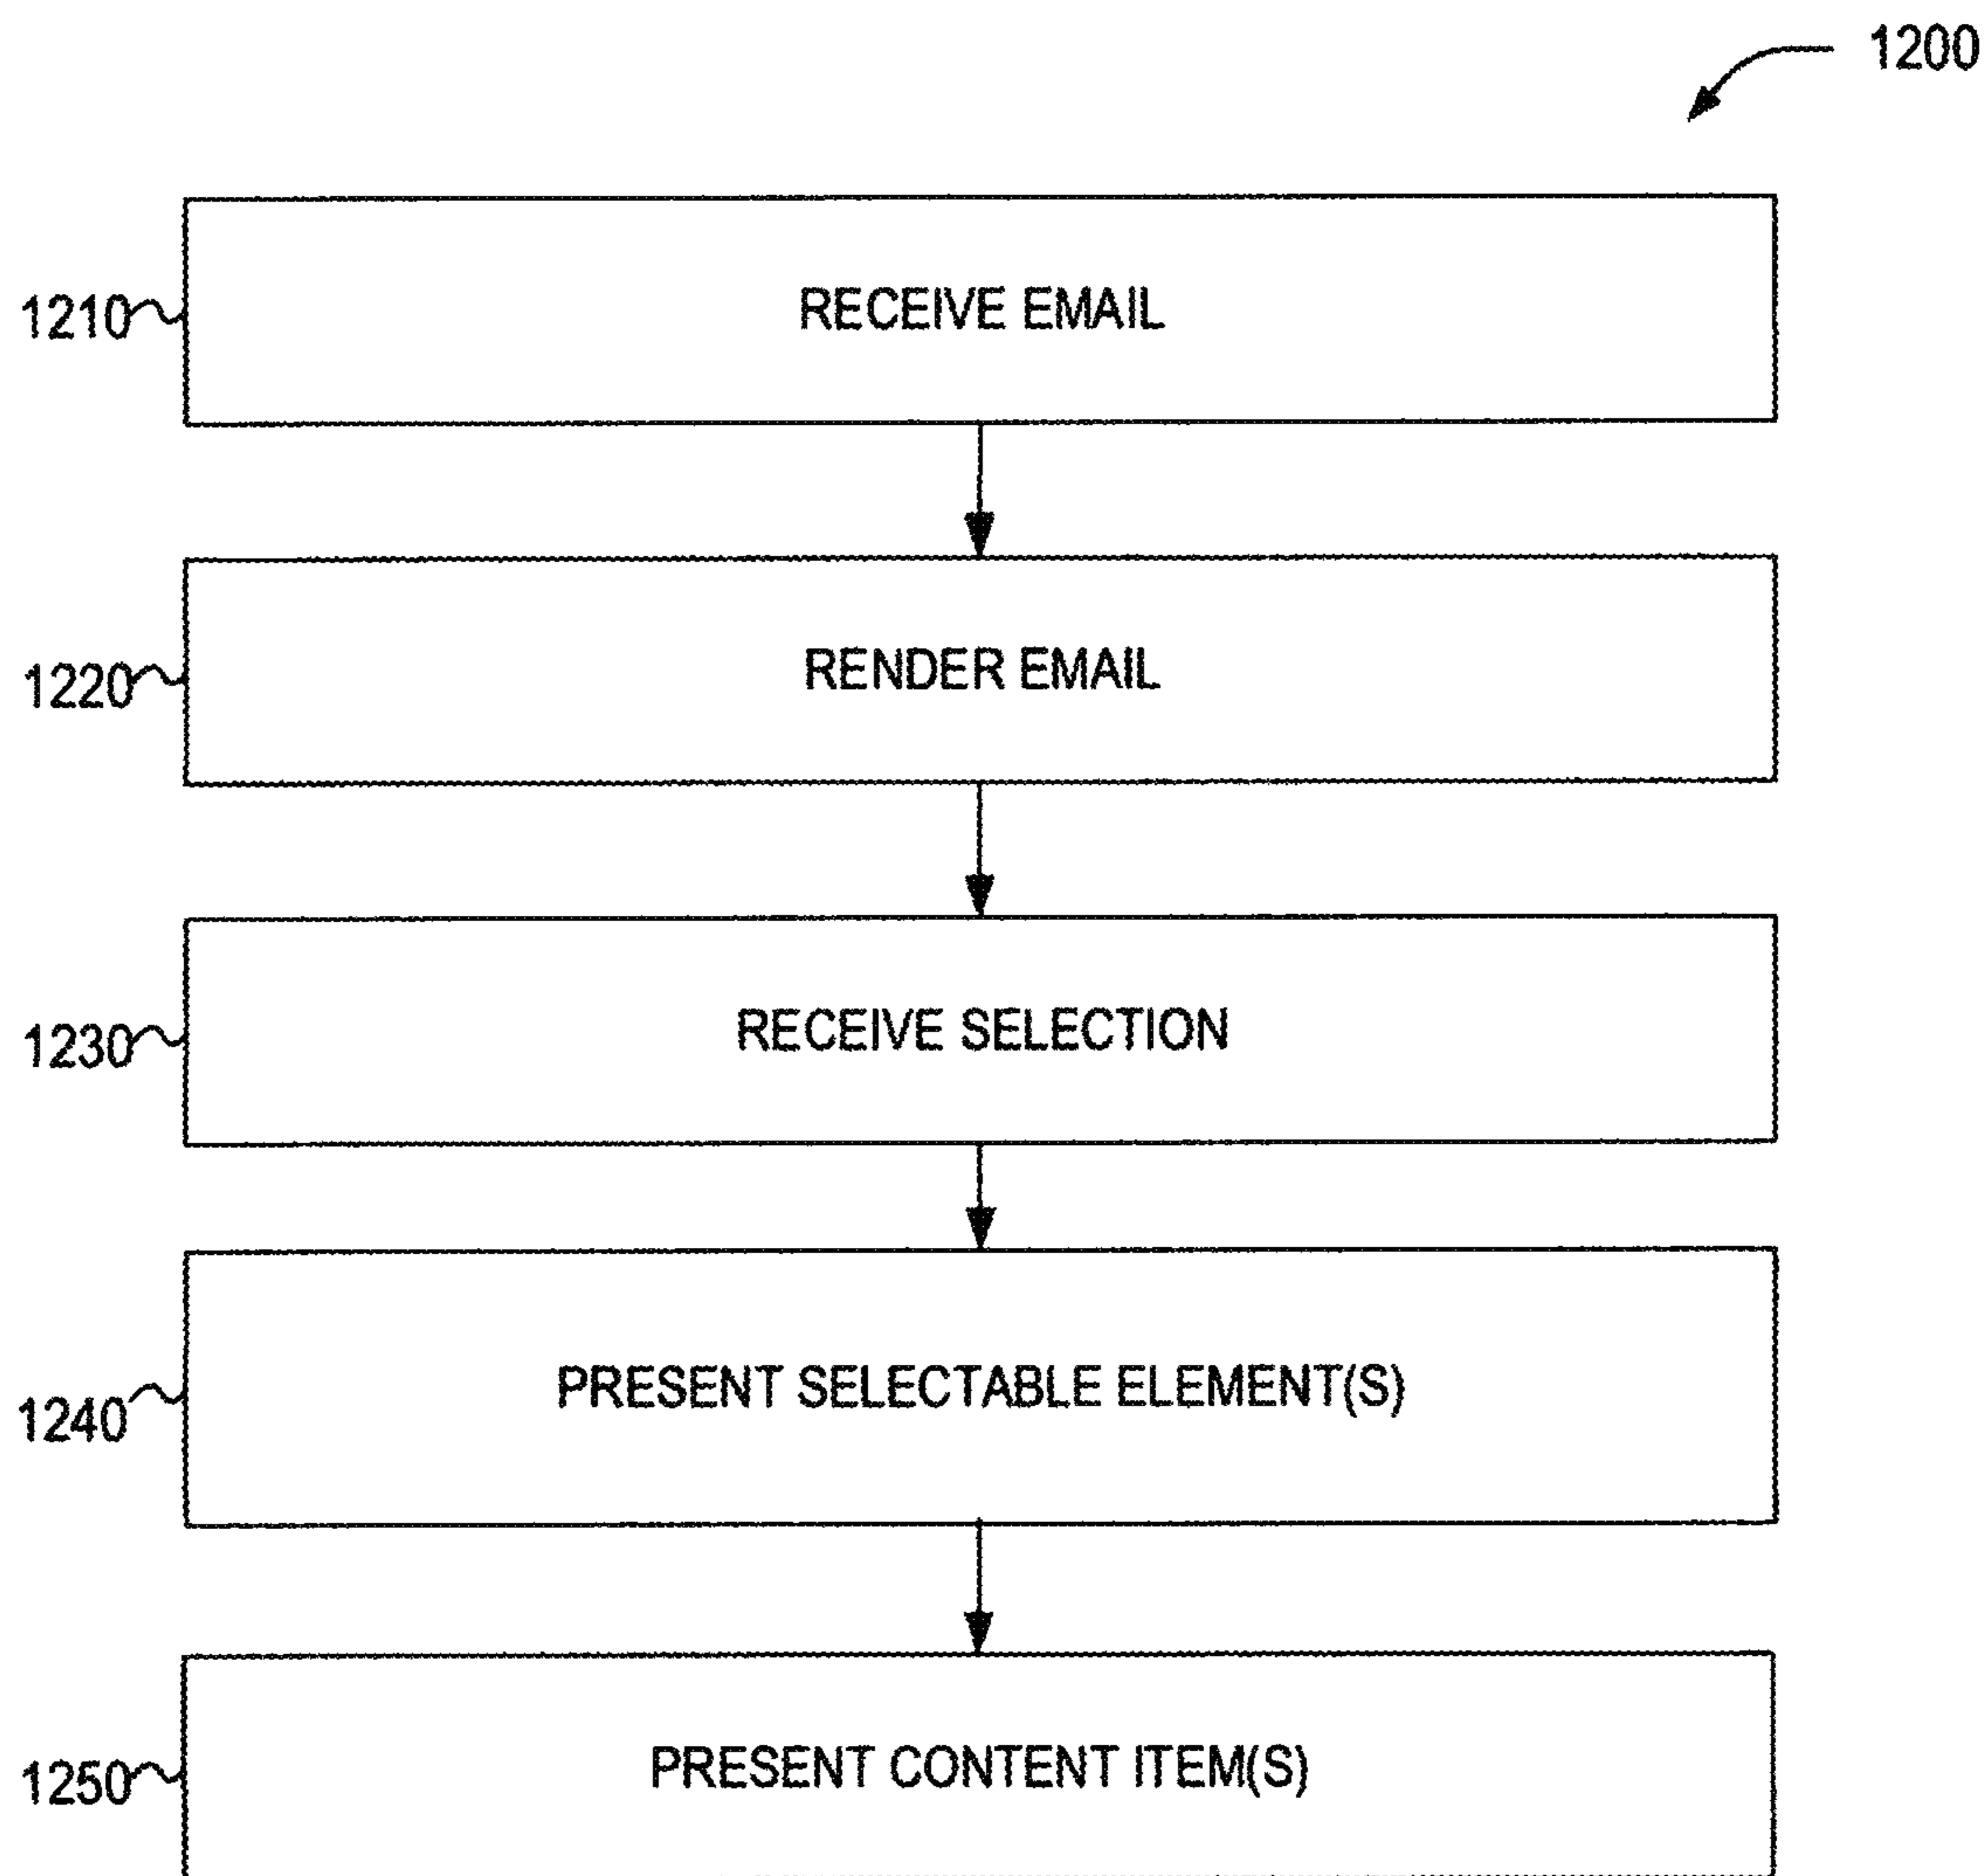 1200
1210
RECEIVE EMAIL
1220
RENDER EMAIL
1230
RECEIVE SELECTION
1240
PRESENT SELECTABLE ELEMENT(S)
1250
PRESENT CONTENT ITEM(S)